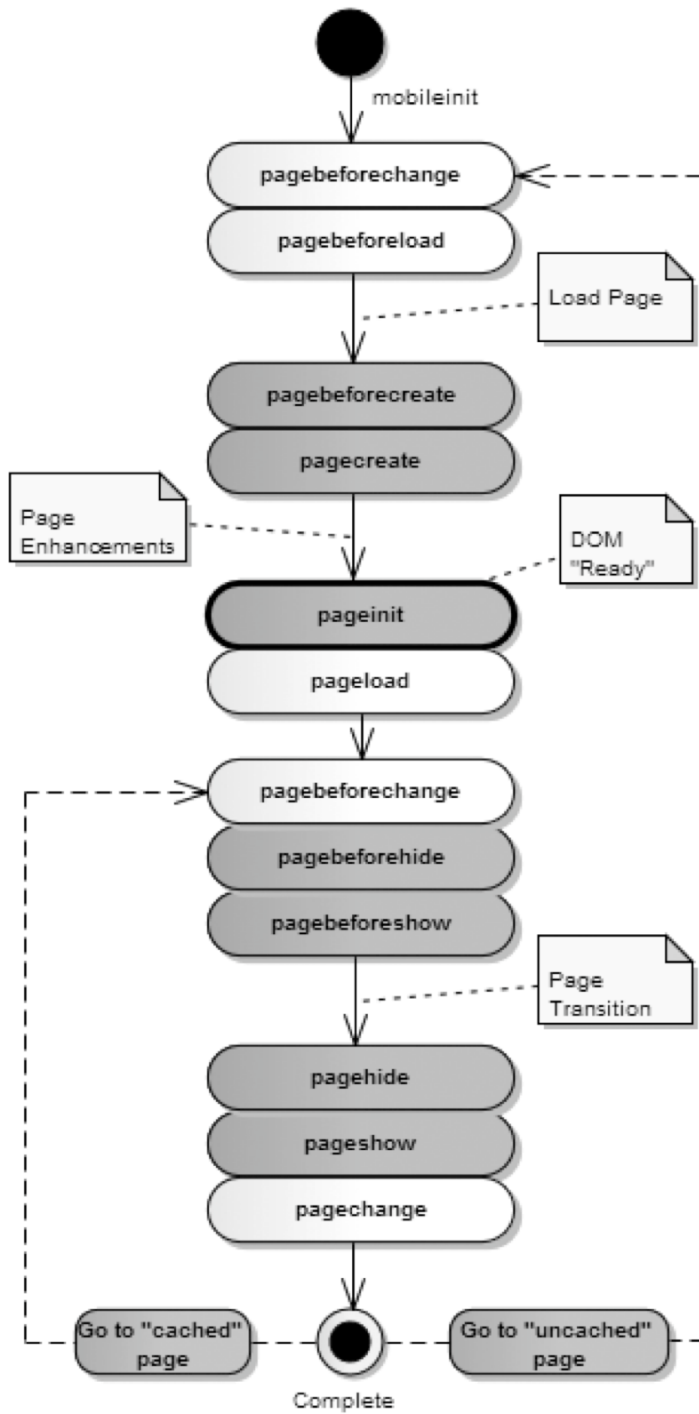 mobileinit
pagebeforechange
pagebeforeload
Load Page
pagebeforecreate
pagecreate
Page
Enhancements
DOM
"Ready"
pageinit
pageload
pagebeforechange
pagebeforehide
pagebeforeshow
Page
Transition
pagehide
pageshow
pagechange
Go to "cached"
page
Go to "uncached"
page
Complete